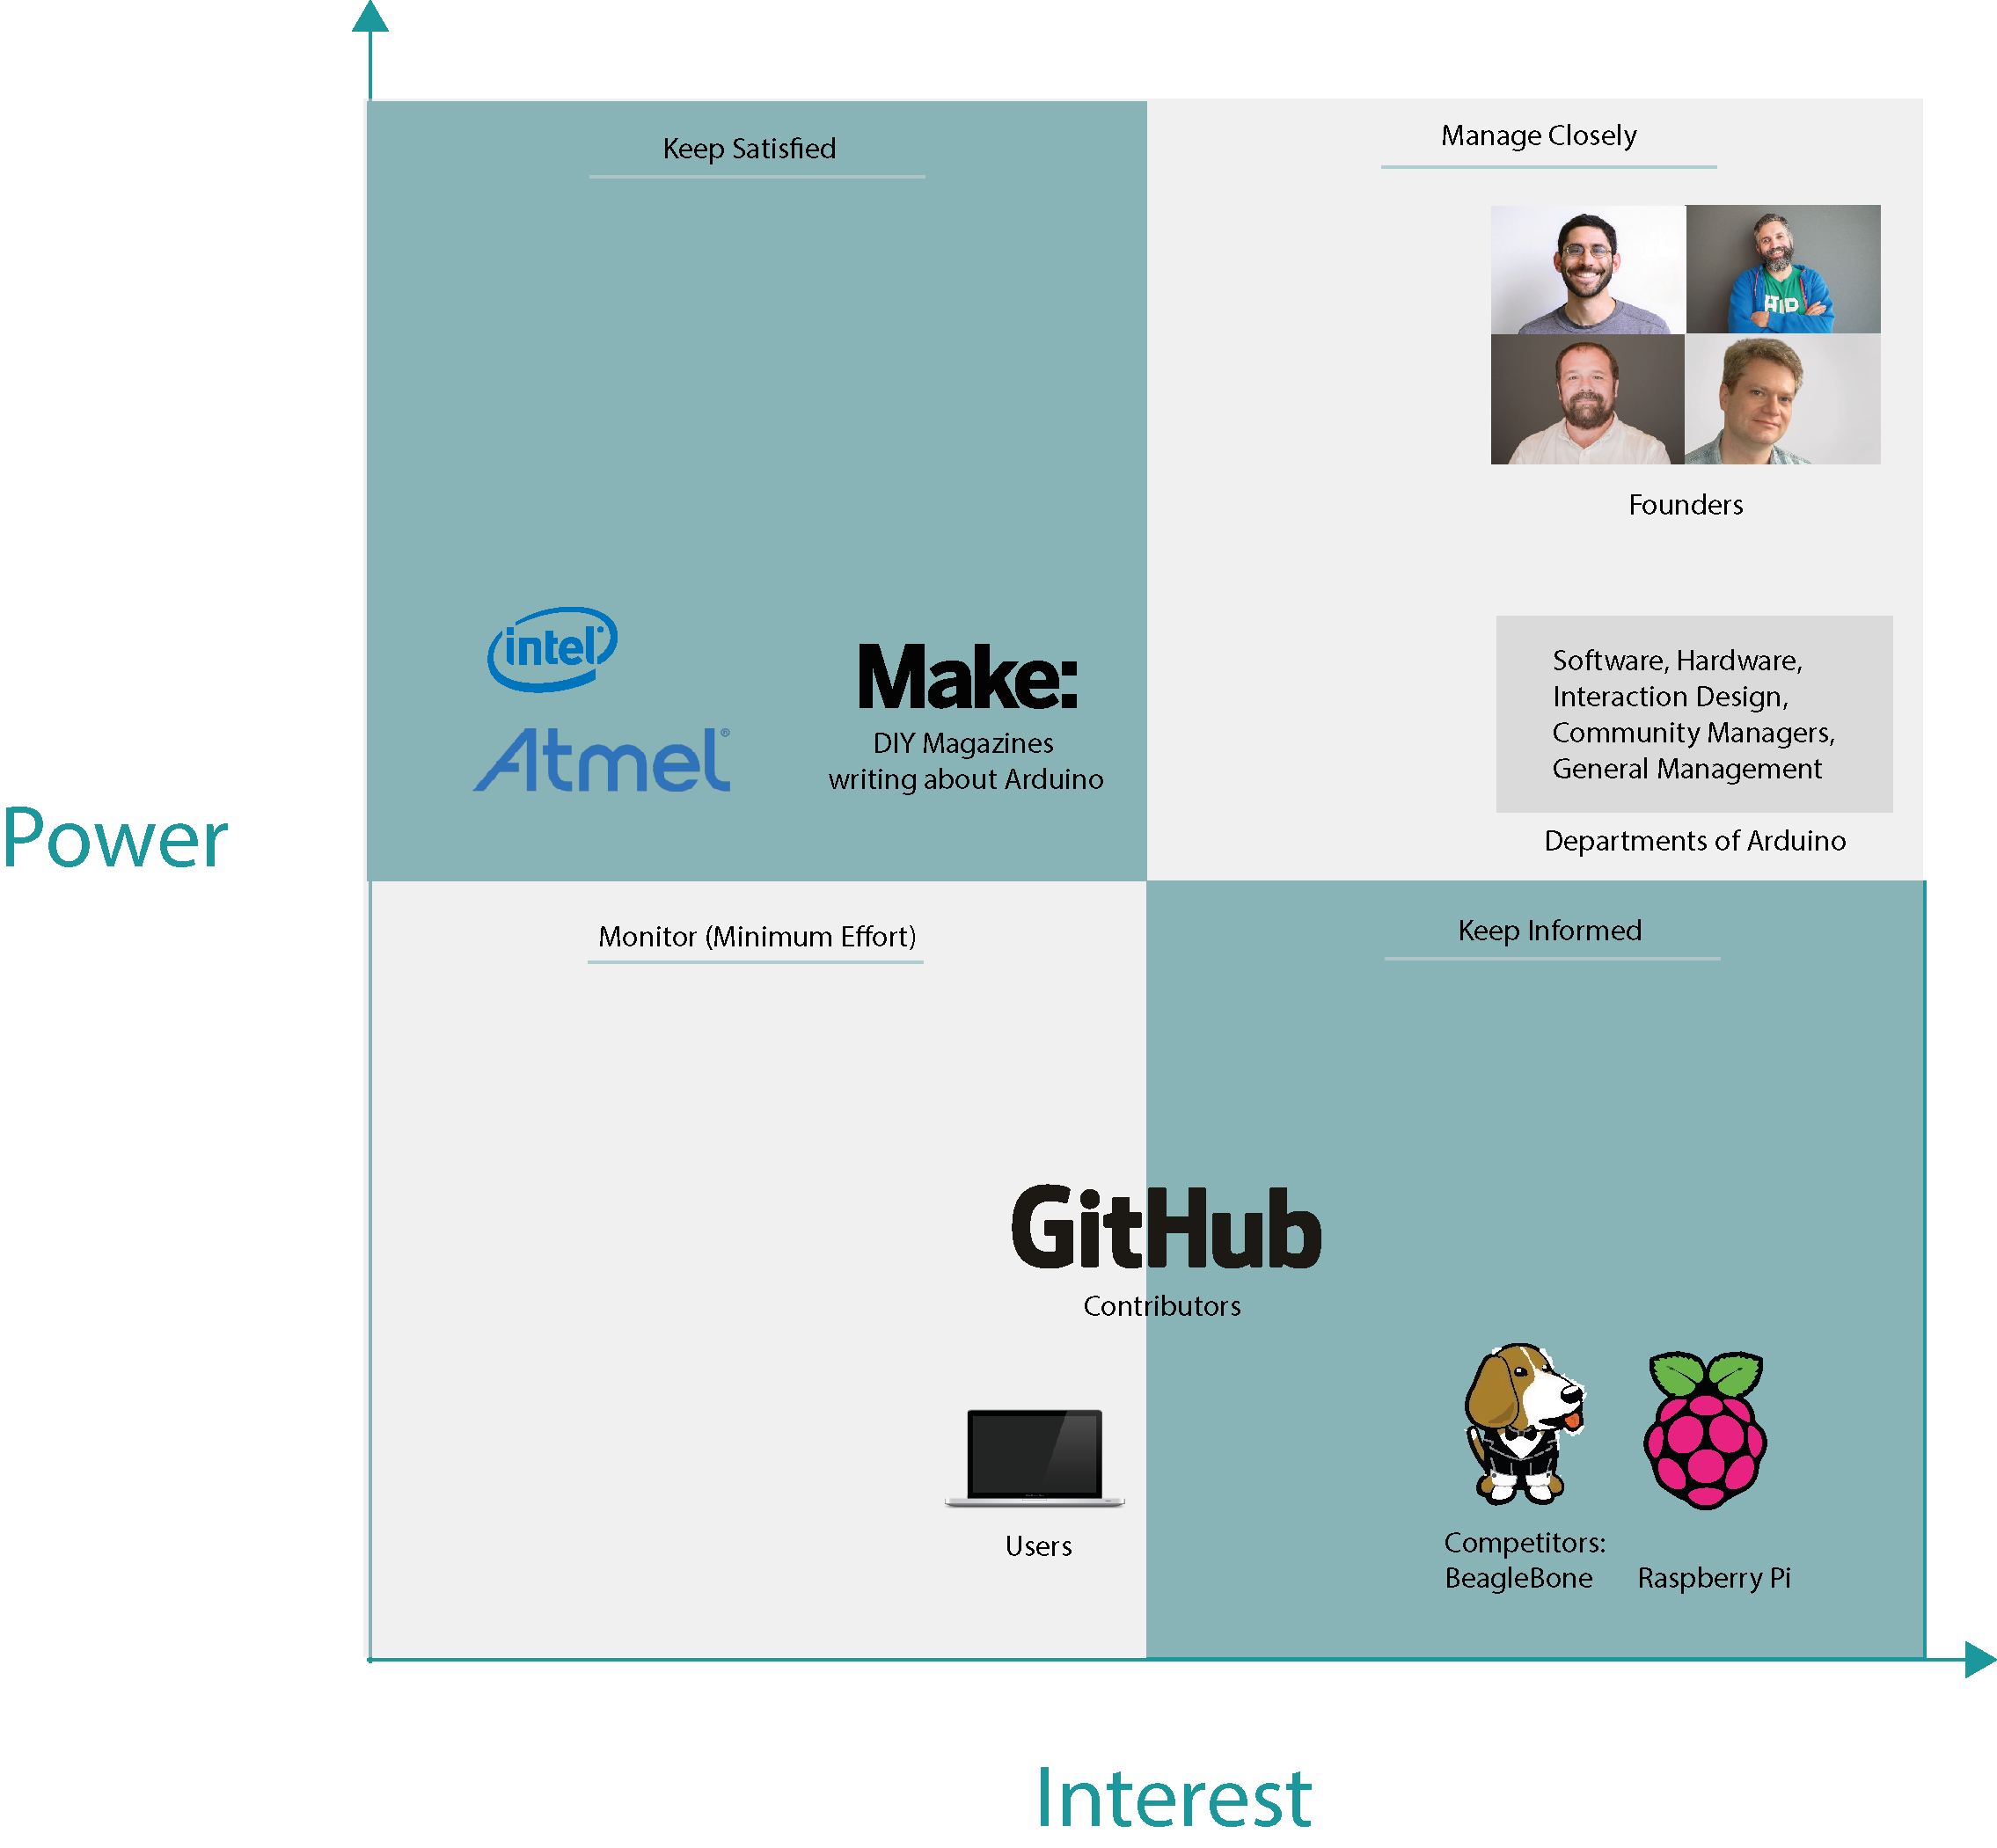 Keep Satisfied
Manage Closely
HIP
Founders
intel
Atmel®
Make:
DIY Magazines
writing about Arduino
Software, Hardware,
Interaction Design,
Community Managers,
General Management
Departments of Arduino
Power
Monitor (Minimum Effort)
Keep Informed
GitHub
Contributors
Users
Competitors:
BeagleBone
Raspberry Pi
Interest